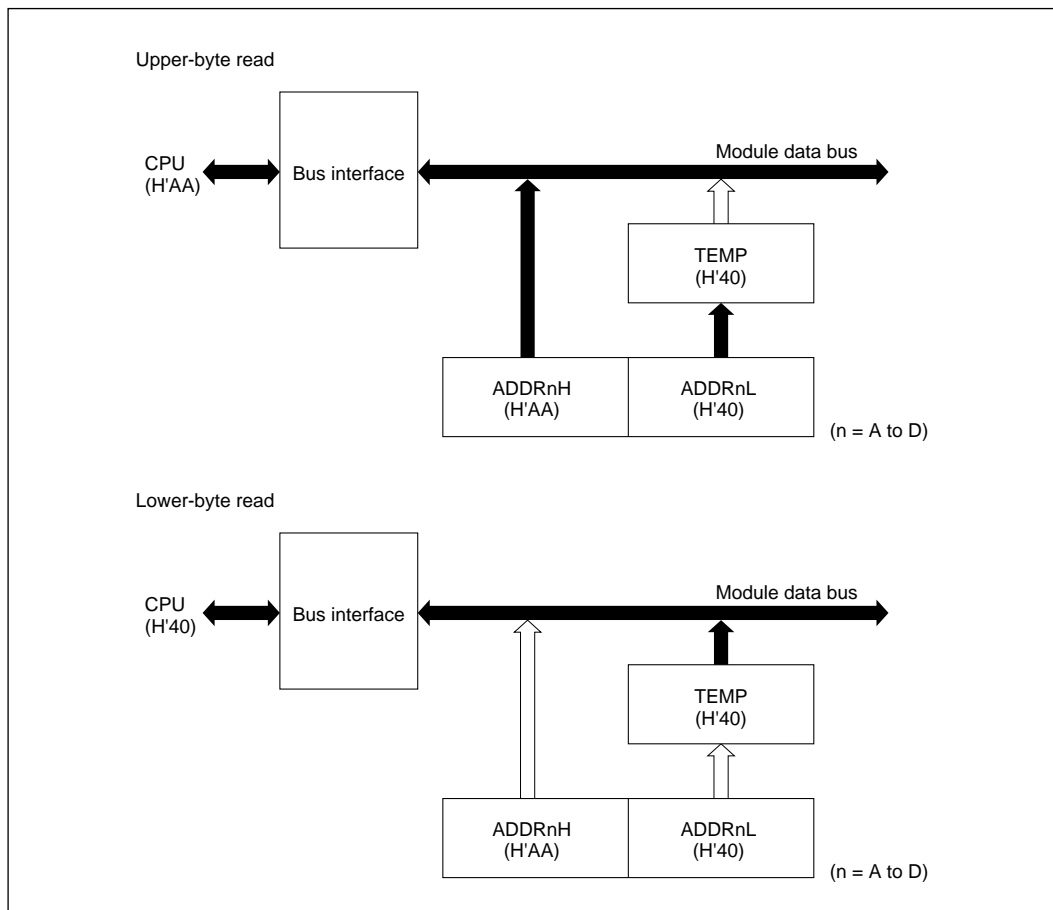 Upper-byte read
CPU
(H'AA)
Bus interface
Module data bus
TEMP
(H'40)
ADDRnH
(H'AA)
ADDRnL
(H'40)
(n = A to D)
Lower-byte read
CPU
(H'40)
Bus interface
Module data bus
TEMP
(H'40)
ADDRnH
(H'AA)
ADDRnL
(H'40)
(n = A to D)